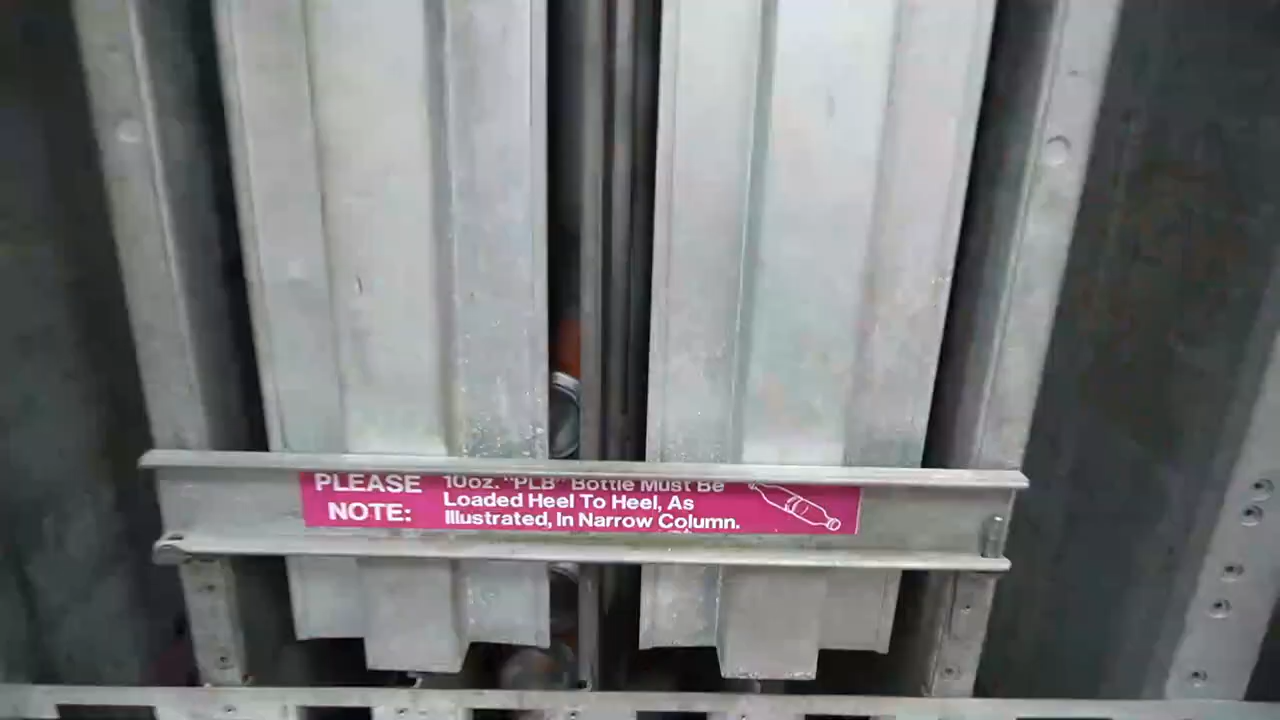 PLEASE
NOTE:
10oz. "PLB" Bottle Must Be
Loaded Heel To Heel, As
Illustrated, In Narrow Column.